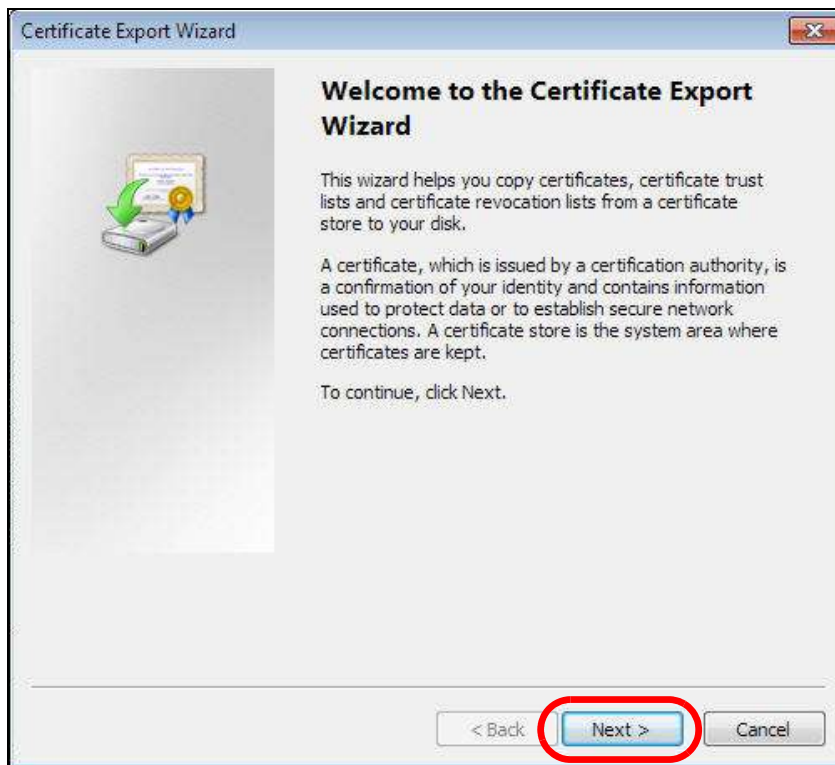 Certificate Export Wizard
Welcome to the Certificate Export
Wizard
This wizard helps you copy certificates, certificate trust
lists and certificate revocation lists from a certificate
store to your disk.
A certificate, which is issued by a certification authority, is
a confirmation of your identity and contains information
used to protect data or to establish secure network
connections. A certificate store is the system area where
certificates are kept.
To continue, click Next.
< Back Next > Cancel